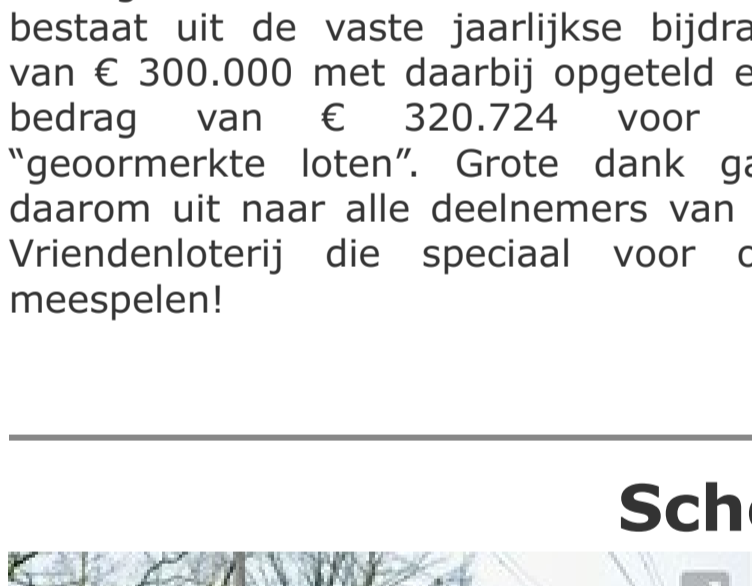 bestaat uit de vaste jaarlijkse
van € 300.000 met daarbij opgeteld
bedrag van € 320.724 voor
“geoormerkte loten”. Grote dank
daarom uit naar alle deelnemers van
Vriendenloterij die speciaal voor
meespelen!